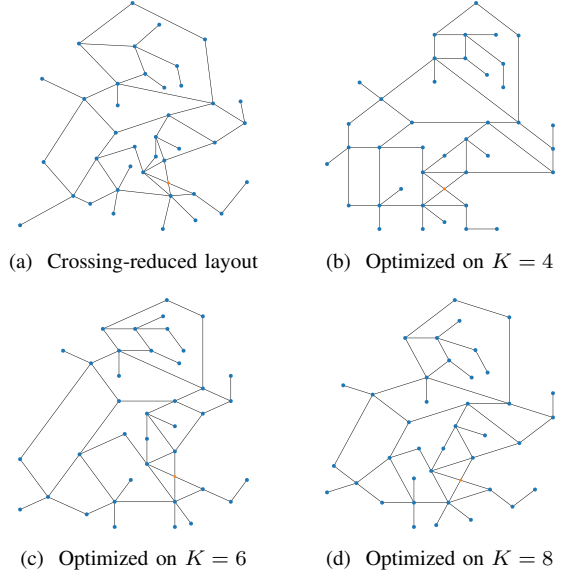 (a) Crossing-reduced layout
(b) Optimized on K = 4
(c) Optimized on K = 6
(d) Optimized on K = 8